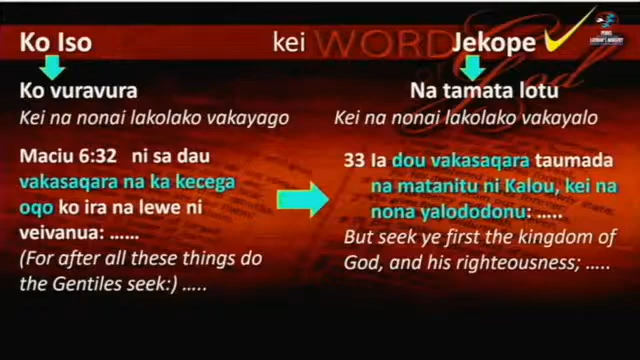 Ko Iso kei Jekope
WORD
of God
Ko vuravura
Kei na nonai lakolako vakayago
Maciu 6:32 ni sa dau
vakasaqara na ka kecega
oqo ko ira na lewe ni
veivanua: ......
(For after all these things do
the Gentiles seek:) .....
Na tamata lotu
Kei na nonai lakolako vakayalo
33 Ia dou vakasaqara taumada
na matanitu ni Kalou, kei na
nona yalododonu: .....
But seek ye first the kingdom of
God, and his righteousness; .....